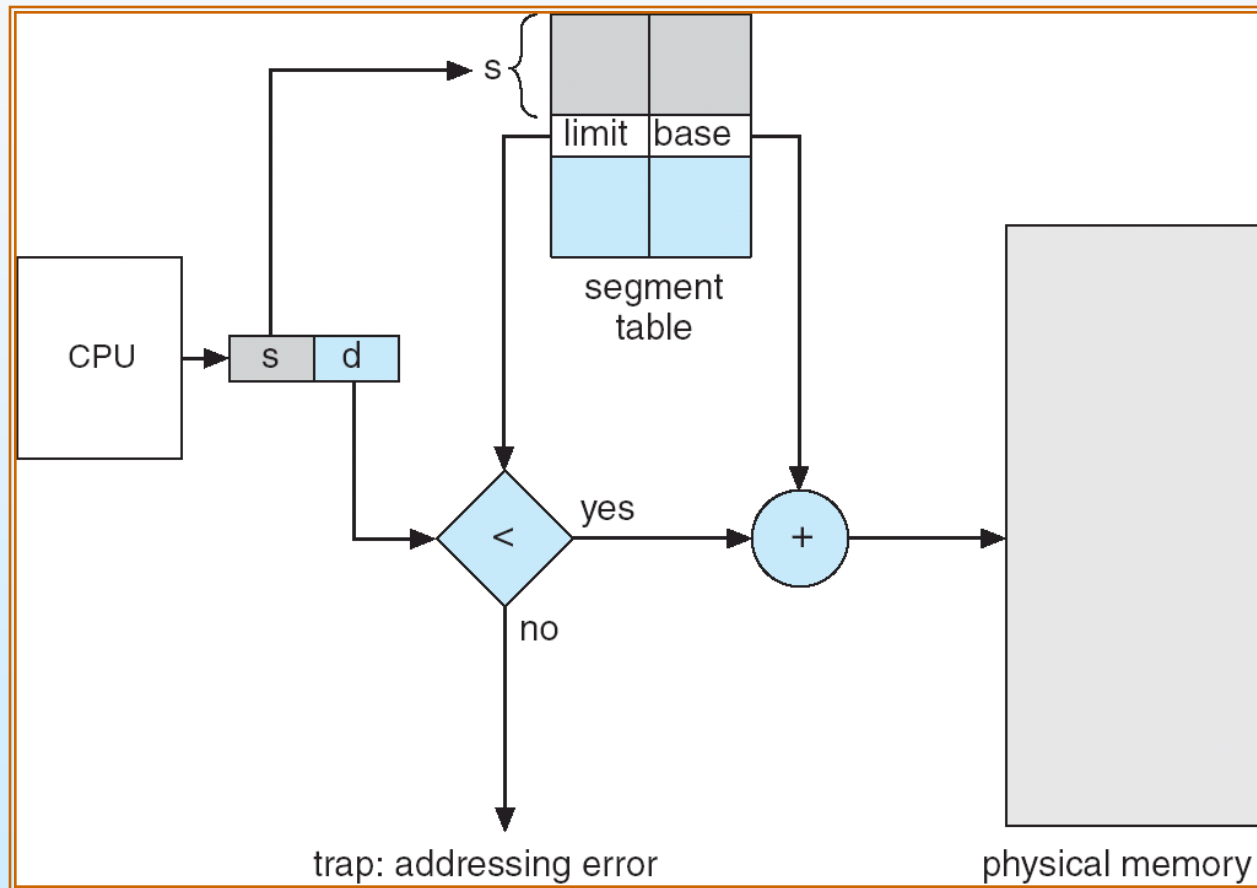 s
limit base
segment
table
CPU
s d
<
yes
+
no
trap: addressing error
physical memory